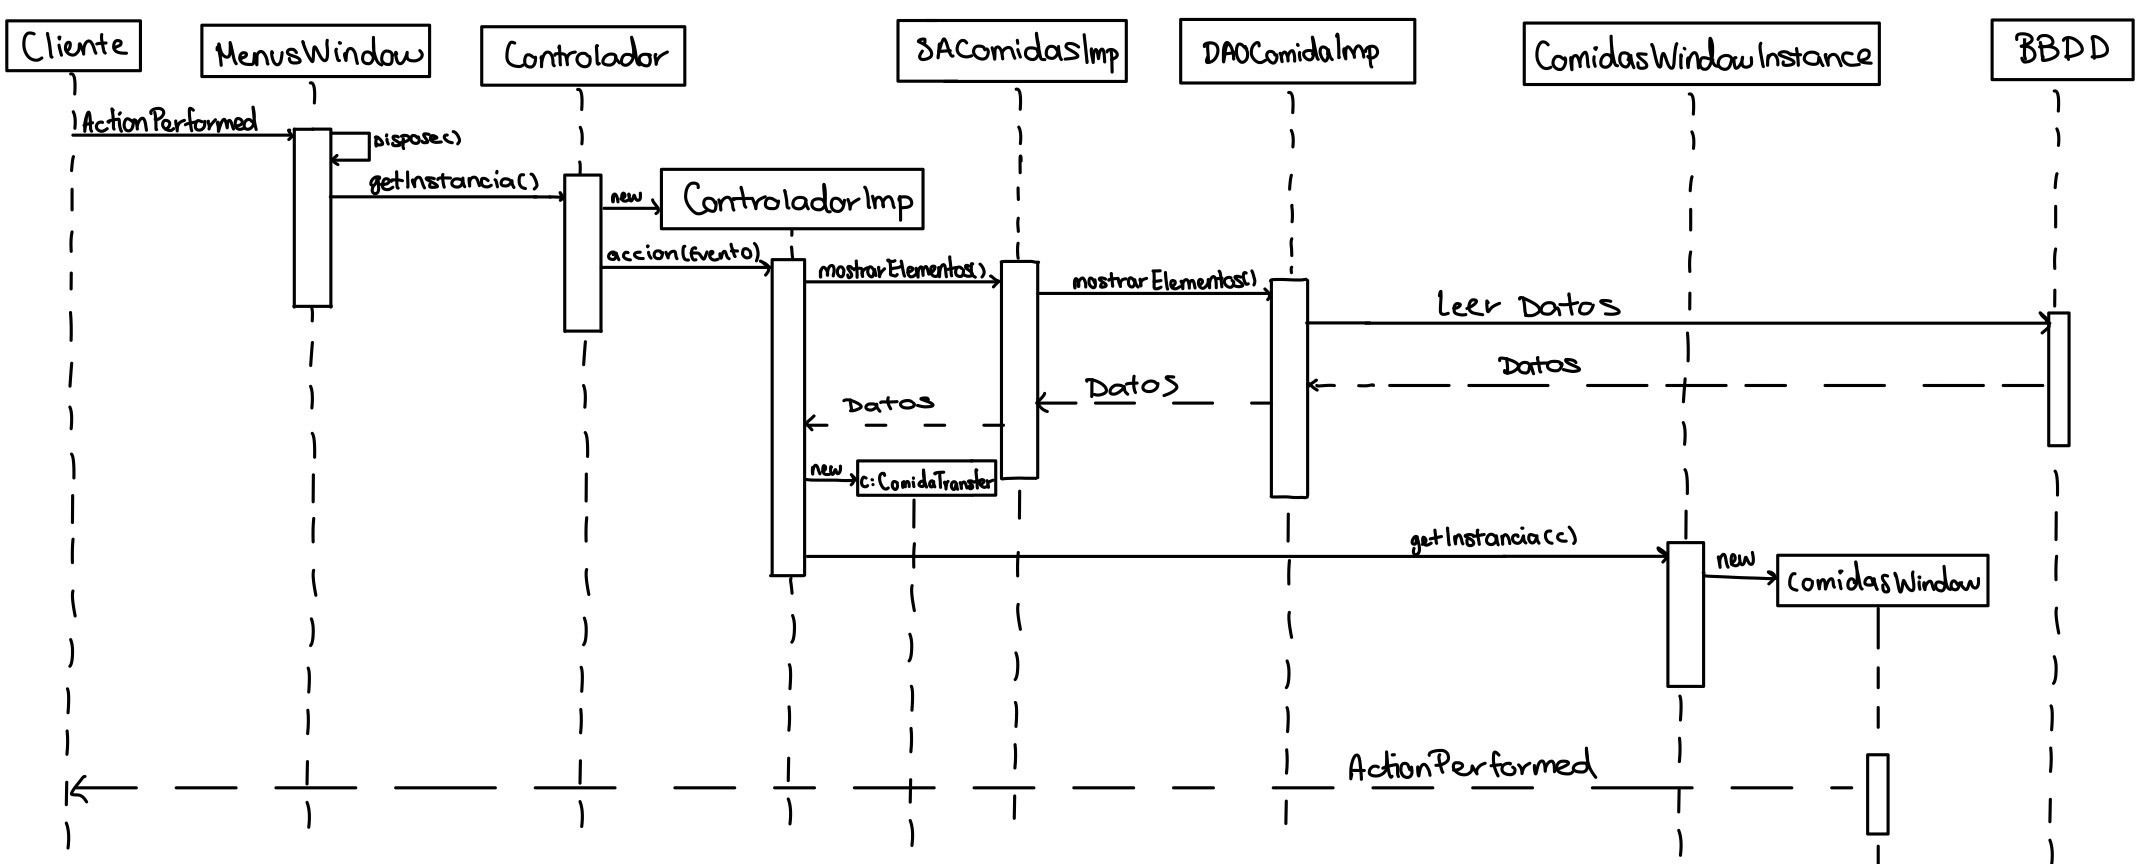 Cliente
MenusWindow
Controlador
SAComidasImp
DAOComidaImp
ComidasWindowInstance
BBDD
ActionPerformed
Dispose()
getInstancia()
new
ControladorImp
accion(Evento)
mostrarElementos()
mostrarElementos()
Leer Datos
Datos
Datos
Datos
new
c:ComidaTransfer
getInstancia(c)
new
ComidasWindow
ActionPerformed